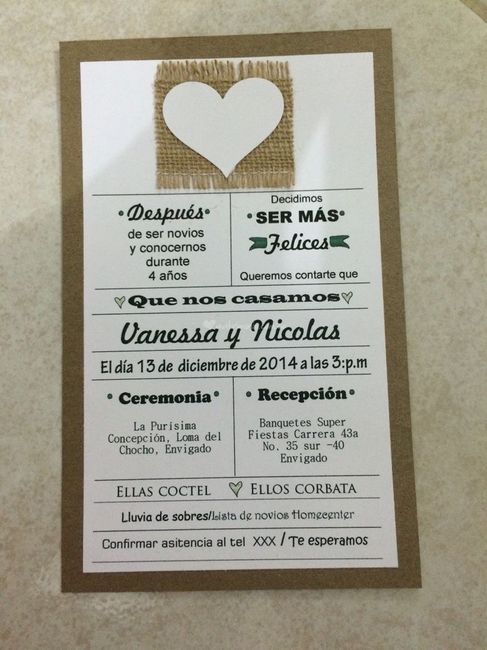 Después
de ser novios
y conocernos
durante
4 años
Decidimos
SER MÁS
Felices
Queremos contarte que
Que nos casamos
Vanessa y Nicolas
El día 13 de diciembre de 2014 a las 3:p.m
Ceremonia
La Purísima
Concepción, Loma del
Chocho, Envigado
Recepción
Banquetes Super
Fiestas Carrera 43a
No. 35 sur -40
Envigado
ELLAS COCTEL ELLOS CORBATA
Lluvia de sobres/Lista de novios Homecenter
Confirmar asitencia al tel XXX / Te esperamos